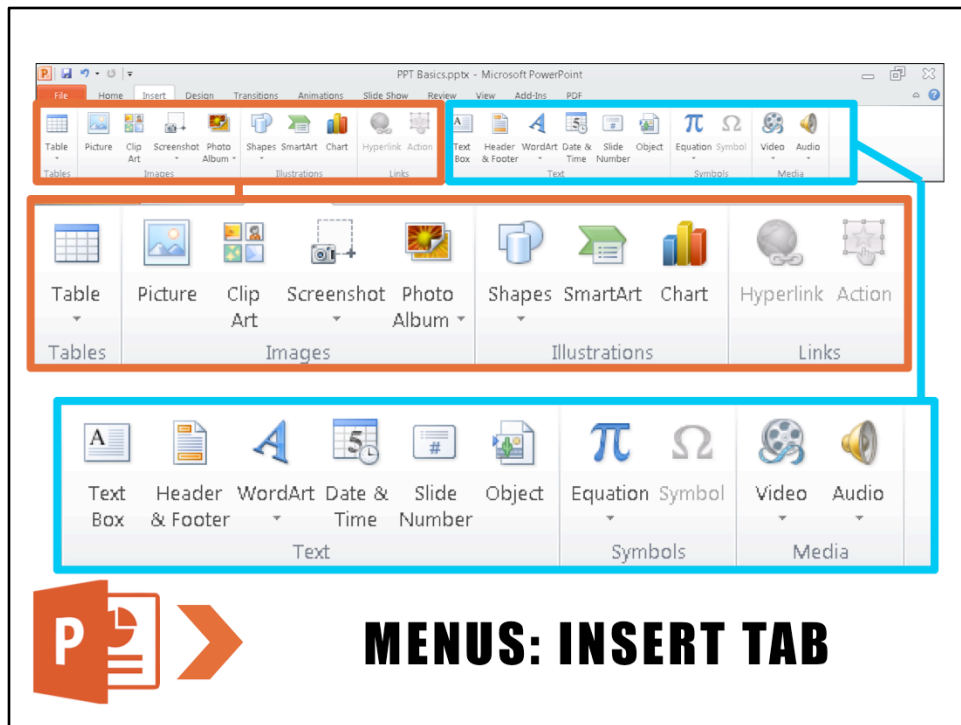 P
PPT Basics.pptx - Microsoft PowerPoint
File Home Insert Design Transitions Animations Slide Show Review View Add-Ins PDF
Table Picture Clip Art Screenshot Photo Album Shapes SmartArt Chart Hyperlink Action A Text Box Header & Footer A WordArt 5 Date & Time # Slide Number Object π Equation Ω Symbol Video Audio
Tables Images Illustrations Links Text Symbols Media
Table Picture Clip Screenshot Photo Shapes SmartArt Chart Hyperlink Action
Art Album
Tables Images Illustrations Links
A A 5 # π Ω
Text Header WordArt Date & Slide Object Equation Symbol Video Audio
Box & Footer Time Number
Text Symbols Media
P
MENUS: INSERT TAB